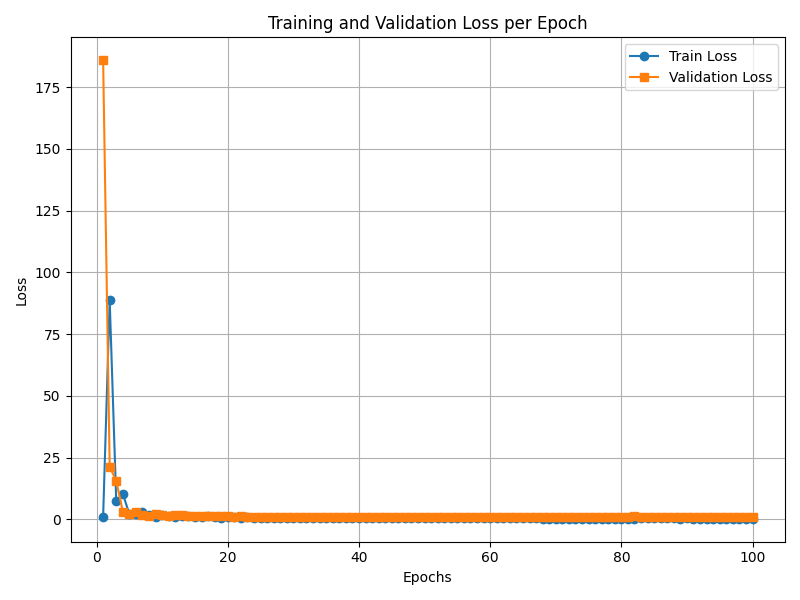 Training and Validation Loss per Epoch
Train Loss
Validation Loss
175
150
125
100
75
50
25
0
Loss
0 20 40 60 80 100
Epochs